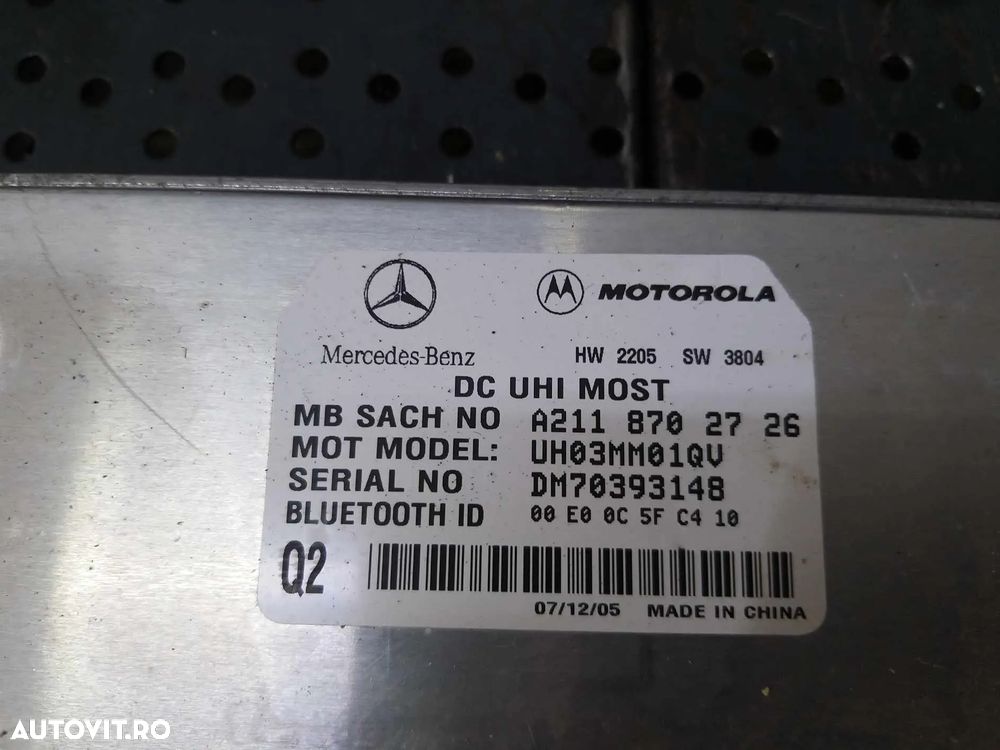 MOTOROLA
Mercedes-Benz
HW 2205 SW 3804
DC UHI MOST
MB SACH NO A211 870 27 26
MOT MODEL: UH03MM01QV
SERIAL NO DM70393148
BLUETOOTH ID 00 E0 0C 5F C4 10
Q2
07/12/05 MADE IN CHINA
AUTOVIT.RO